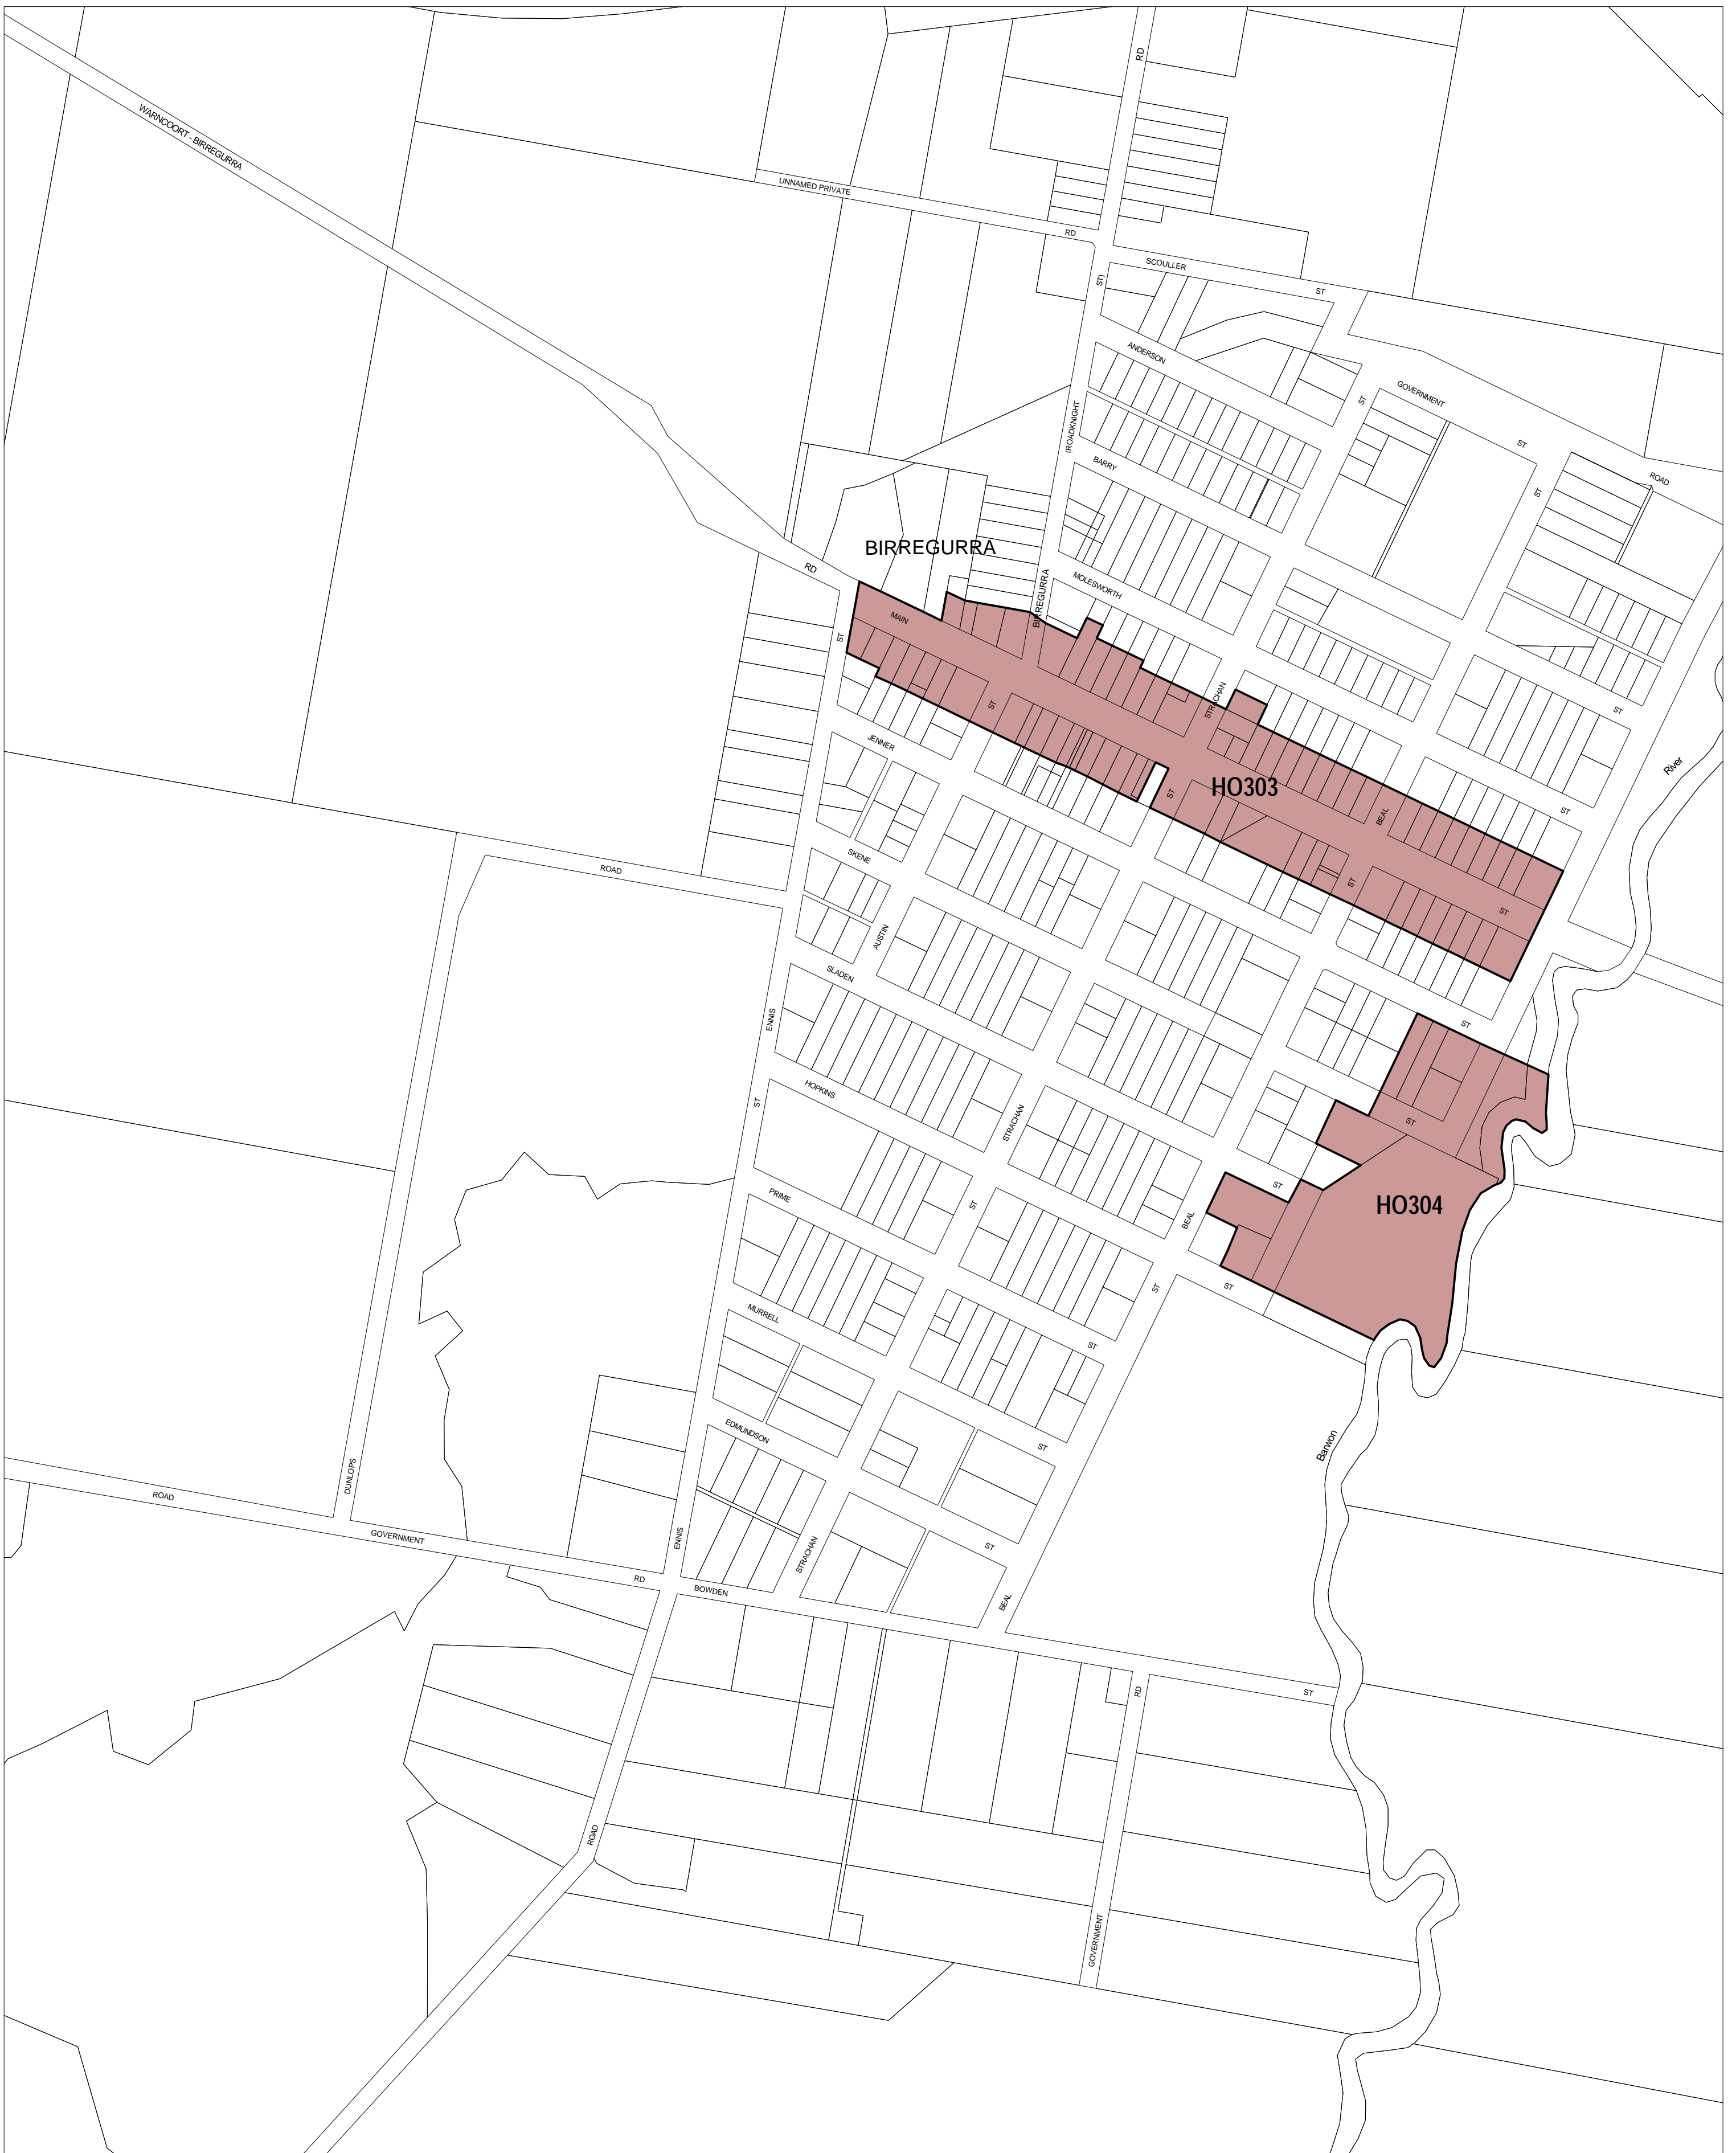 RD
WARNCOORT - BIRREGURRA
UNNAMED PRIVATE
RD
SCOULLER
ST)
ST
ANDERSON
GOVERNMENT
ST
(ROADKNIGHT
ST
BARRY
ROAD
ST
BIRREGURRA
RD
MOLESWORTH
BIRREGURRA
MAIN
ST
STRACHAN
ST
ST
JENNER
River
HO303
ST
BEAL
ST
SKENE
ROAD
ST
ST
AUSTIN
SLADEN
ENNIS
ST
HOPKINS
ST
STRACHAN
ST
PRIME
ST
ST
BEAL
HO304
ST
ST
MURRELL
ST
EDMUNDSON
ST
Barwon
DUNLOPS
ROAD
GOVERNMENT
ENNIS
STRACHAN
ST
RD
BOWDEN
BEAL
RD
ST
ROAD
GOVERNMENT